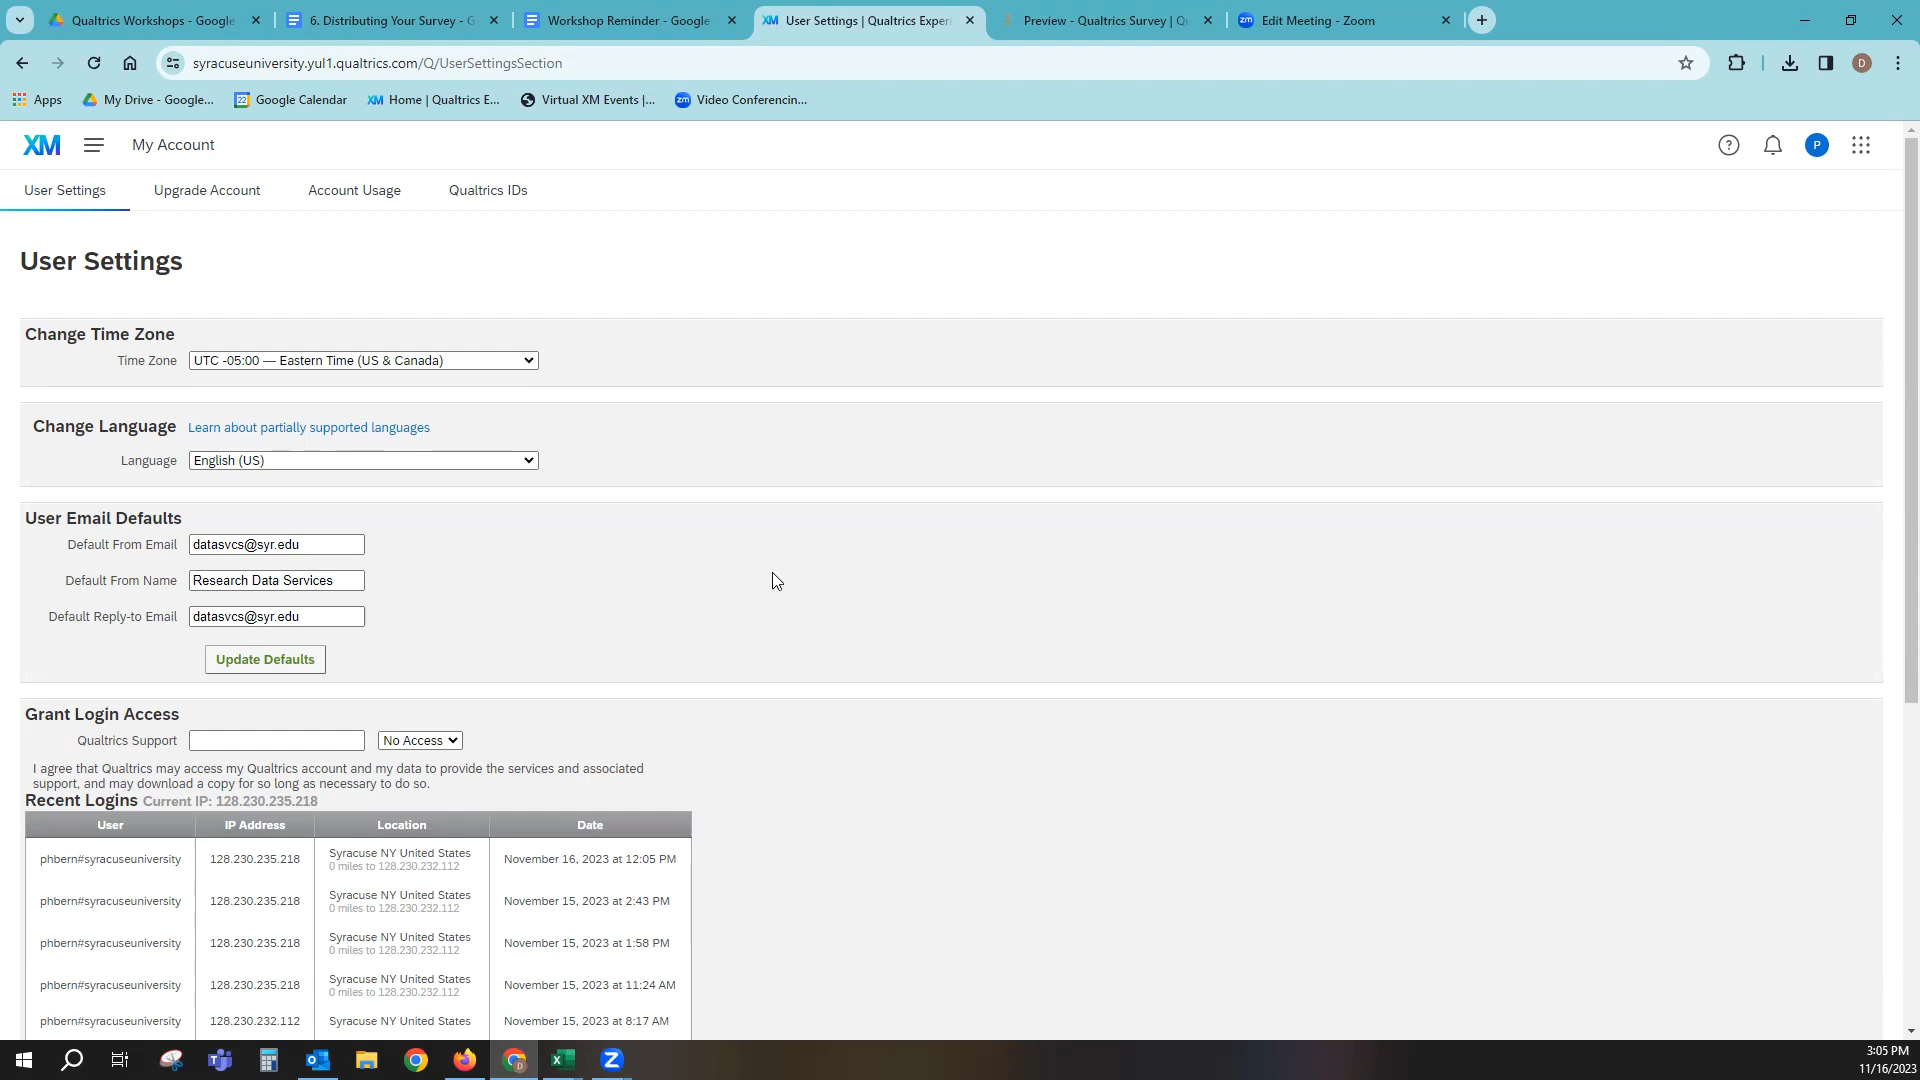 Qualtrics Workshops - Google
6. Distributing Your Survey - G
Workshop Reminder - Google
XM User Settings | Qualtrics Experi
Preview - Qualtrics Survey | Qu
zm Edit Meeting - Zoom
syracuseuniversity.yul1.qualtrics.com/Q/UserSettingsSection
D
Apps
My Drive - Google...
22 Google Calendar
XM Home | Qualtrics E...
Virtual XM Events |...
zm Video Conferencin...
XM My Account
? P
User Settings Upgrade Account Account Usage Qualtrics IDs
User Settings
Change Time Zone
Time Zone UTC -05:00 — Eastern Time (US & Canada)
Change Language Learn about partially supported languages
Language English (US)
User Email Defaults
Default From Email datasvcs@syr.edu
Default From Name Research Data Services
Default Reply-to Email datasvcs@syr.edu
Update Defaults
Grant Login Access
Qualtrics Support No Access
I agree that Qualtrics may access my Qualtrics account and my data to provide the services and associated
support, and may download a copy for so long as necessary to do so.
Recent Logins Current IP: 128.230.235.218
User IP Address Location Date
phbern#syracuseuniversity 128.230.235.218 Syracuse NY United States November 16, 2023 at 12:05 PM
0 miles to 128.230.232.112
phbern#syracuseuniversity 128.230.235.218 Syracuse NY United States November 15, 2023 at 2:43 PM
0 miles to 128.230.232.112
phbern#syracuseuniversity 128.230.235.218 Syracuse NY United States November 15, 2023 at 1:58 PM
0 miles to 128.230.232.112
phbern#syracuseuniversity 128.230.235.218 Syracuse NY United States November 15, 2023 at 11:24 AM
0 miles to 128.230.232.112
phbern#syracuseuniversity 128.230.232.112 Syracuse NY United States November 15, 2023 at 8:17 AM
3:05 PM
11/16/2023